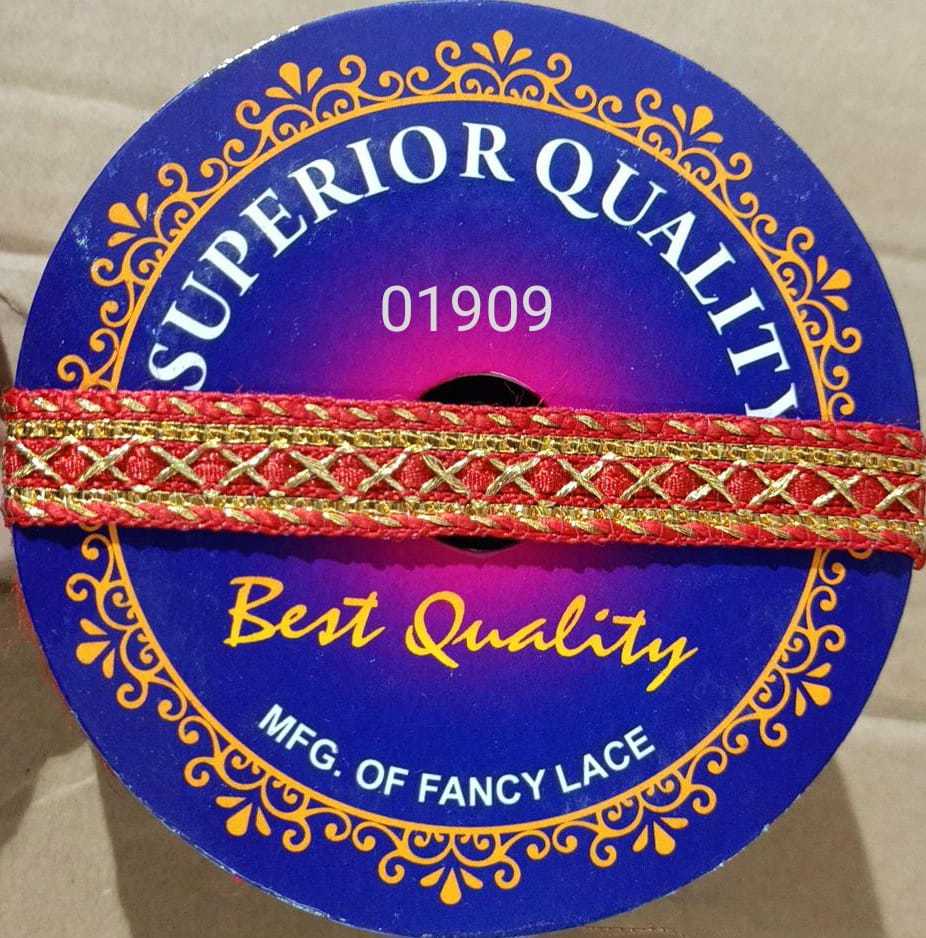 SUPERIOR QUALITY
01909
Best Quality
MFG. OF FANCY LACE